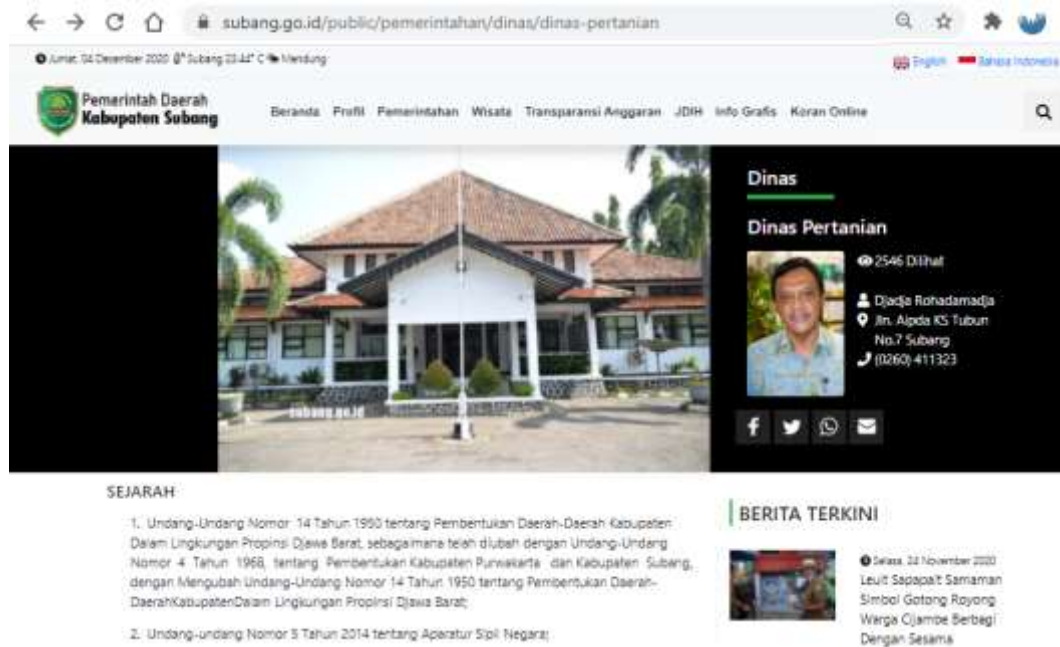 subang.go.id/public/pemerintahan/dinas/dinas-pertanian
Jumat, 04 Desember 2020 Subang C Mendung
English Bahasa Indonesia
Pemerintah Daerah
Kabupaten Subang
Beranda Profil Pemerintahan Wisata Transparansi Anggaran JDIH Info Grafis Koran Online
Dinas
Dinas Pertanian
2546 Dilihat
Djadja Rohadamadja
Jln. Aipda KS Tubun
No.7 Subang
(0260) 411323
subang.go.id
SEJARAH
1. Undang-Undang Nomor 14 Tahun 1950 tentang Pembentukan Daerah-Daerah Kabupaten
Dalam Lingkungan Propinsi Djawa Barat, sebagaimana telah diubah dengan Undang-Undang
Nomor 4 Tahun 1968, tentang Pembentukan Kabupaten Purwakarta dan Kabupaten Subang,
dengan Mengubah Undang-Undang Nomor 14 Tahun 1950 tentang Pembentukan Daerah-
DaerahKabupatenDalam Lingkungan Propinsi Djawa Barat;
2. Undang-undang Nomor 5 Tahun 2014 tentang Aparatur Sipil Negara;
BERITA TERKINI
Selasa, 24 November 2020
Leuit Sapapait Samaman
Simbol Gotong Royong
Warga Cijambe Berbagi
Dengan Sesama